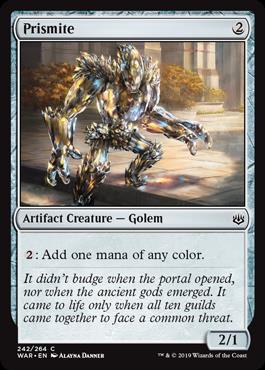 Prismite 2
Artifact Creature — Golem
2: Add one mana of any color.
It didn't budge when the portal opened,
nor when the ancient gods emerged. It
came to life only when all ten guilds
came together to face a common threat.
2/1
242/264 C
WAR • EN ALAYNA DANNER ™ & © 2019 Wizards of the Coast